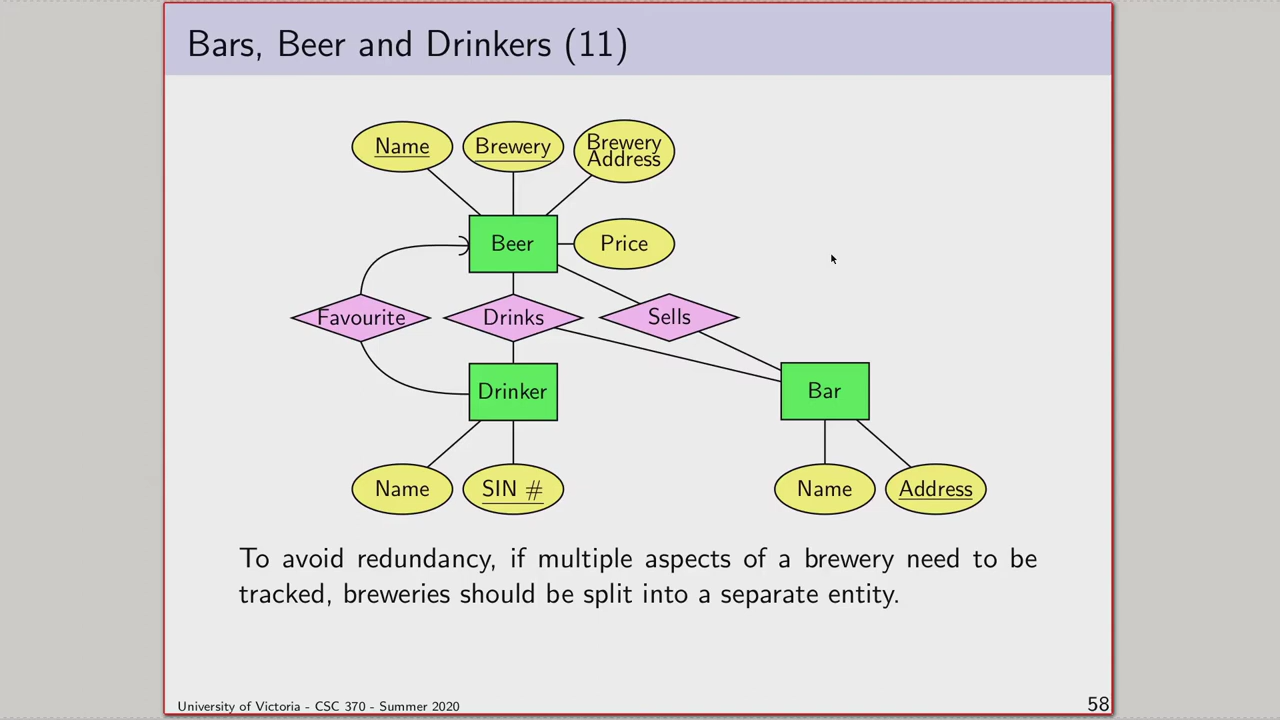 Bars, Beer and Drinkers (11)
Name
Brewery
Brewery
Address
Beer
Price
Favourite
Drinks
Sells
Drinker
Bar
Name
SIN #
Name
Address
To avoid redundancy, if multiple aspects of a brewery need to be
tracked, breweries should be split into a separate entity.
University of Victoria - CSC 370 - Summer 2020
58